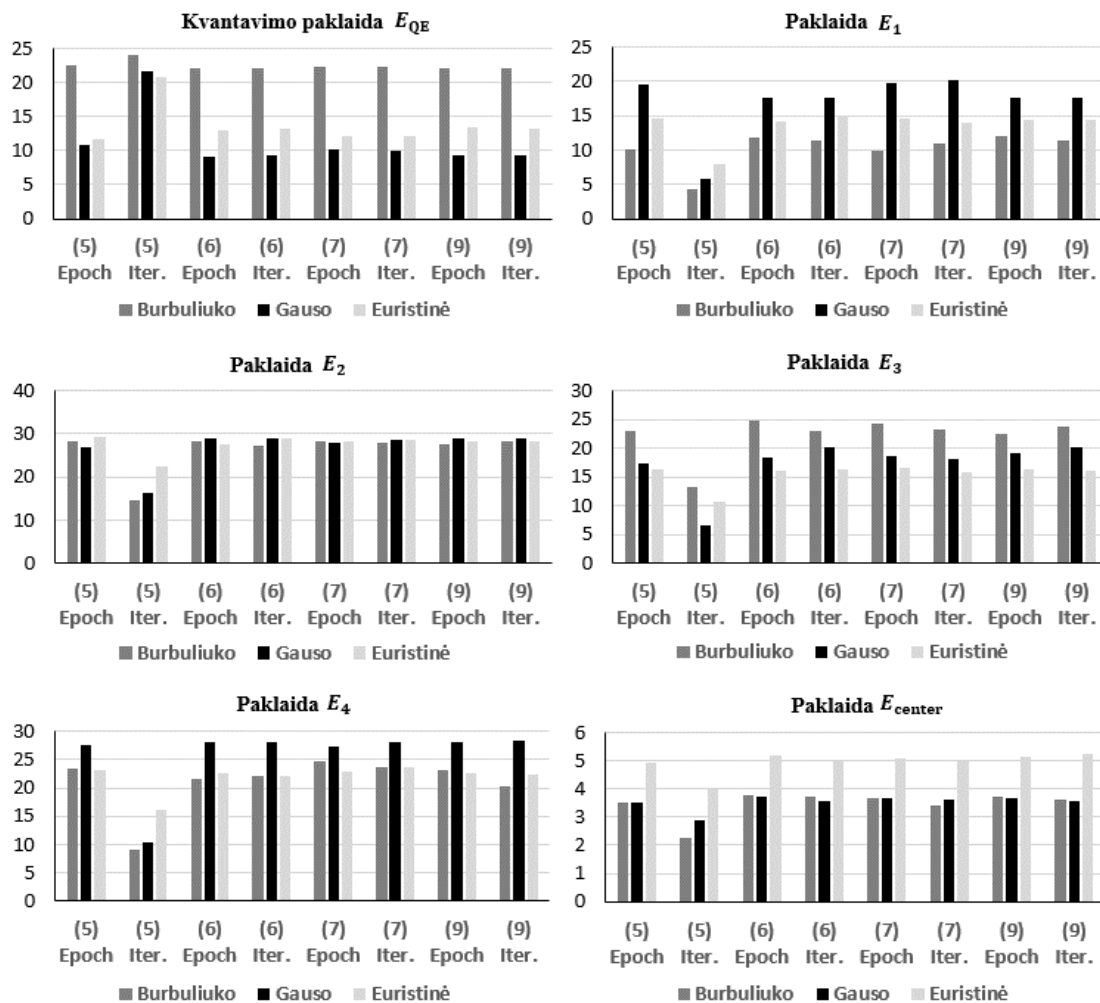 Kvantavimo paklaida E_QE
25
20
15
10
5
0
(5) (5) (6) (6) (7) (7) (9) (9)
Epoch Iter. Epoch Iter. Epoch Iter. Epoch Iter.
Burbuliuko Gauso Euristinė
Paklaida E_1
25
20
15
10
5
0
(5) (5) (6) (6) (7) (7) (9) (9)
Epoch Iter. Epoch Iter. Epoch Iter. Epoch Iter.
Burbuliuko Gauso Euristinė
Paklaida E_2
40
30
20
10
0
(5) (5) (6) (6) (7) (7) (9) (9)
Epoch Iter. Epoch Iter. Epoch Iter. Epoch Iter.
Burbuliuko Gauso Euristinė
Paklaida E_3
30
25
20
15
10
5
0
(5) (5) (6) (6) (7) (7) (9) (9)
Epoch Iter. Epoch Iter. Epoch Iter. Epoch Iter.
Burbuliuko Gauso Euristinė
Paklaida E_4
30
25
20
15
10
5
0
(5) (5) (6) (6) (7) (7) (9) (9)
Epoch Iter. Epoch Iter. Epoch Iter. Epoch Iter.
Burbuliuko Gauso Euristinė
Paklaida E_center
6
5
4
3
2
1
0
(5) (5) (6) (6) (7) (7) (9) (9)
Epoch Iter. Epoch Iter. Epoch Iter. Epoch Iter.
Burbuliuko Gauso Euristinė